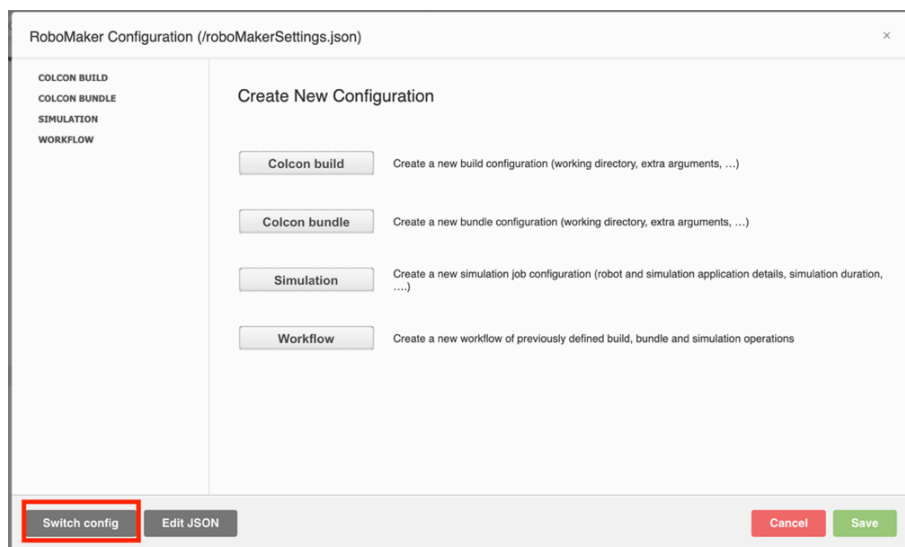 RoboMaker Configuration (/roboMakerSettings.json)
×
COLCON BUILD
COLCON BUNDLE
SIMULATION
WORKFLOW
Create New Configuration
Colcon build
Create a new build configuration (working directory, extra arguments, ...)
Colcon bundle
Create a new bundle configuration (working directory, extra arguments, ...)
Simulation
Create a new simulation job configuration (robot and simulation application details, simulation duration,
....)
Workflow
Create a new workflow of previously defined build, bundle and simulation operations
Switch config
Edit JSON
Cancel
Save